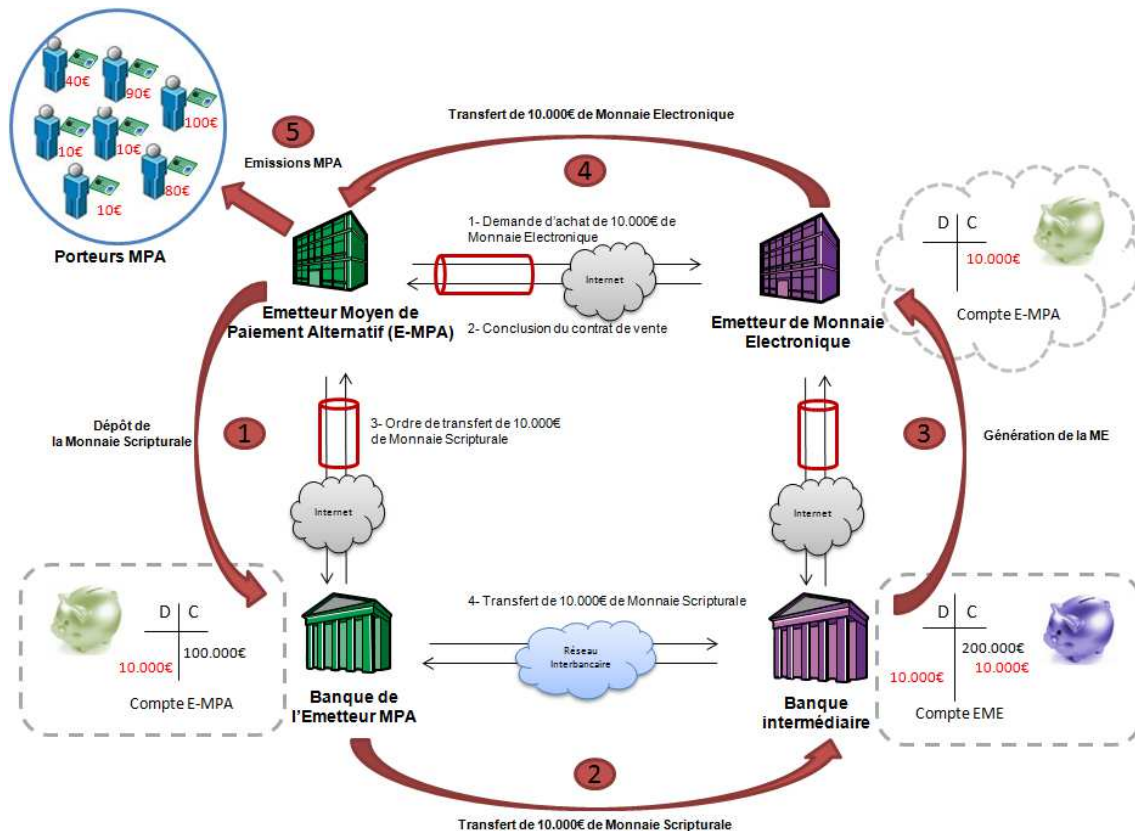 40€
90€
100€
10€
10€
80€
10€
Porteurs MPA
5
Emissions MPA
Transfert de 10.000€ de Monnaie Electronique
4
1- Demande d'achat de 10.000€ de
Monnaie Electronique
Internet
2- Conclusion du contrat de vente
Emetteur Moyen de
Paiement Alternatif (E-MPA)
Emetteur de Monnaie
Electronique
D C
10.000€
Compte E-MPA
Dépôt de
la Monnaie Scripturale
1
3- Ordre de transfert de 10.000€
de Monnaie Scripturale
Internet
Internet
3
Génération de la ME
D C
100.000€
10.000€
Compte E-MPA
Banque de
l'Emetteur MPA
4- Transfert de 10.000€ de Monnaie Scripturale
Réseau
Interbancaire
Banque
intermédiaire
D C
200.000€
10.000€ 10.000€
Compte EME
2
Transfert de 10.000€ de Monnaie Scripturale